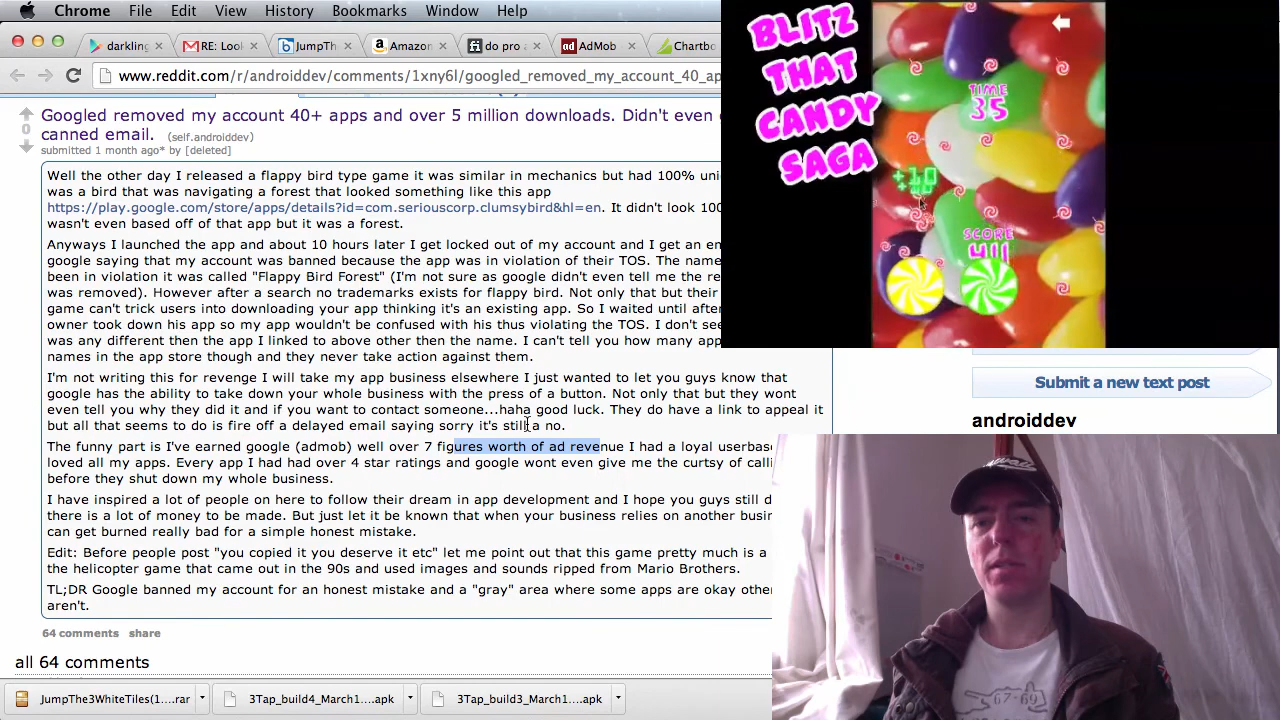 Chrome File Edit View History Bookmarks Window Help
darkling
RE: Lool
JumpTh
Amazon
do pro a
AdMob
Chartbo
www.reddit.com/r/androiddev/comments/1xny6l/googled_removed_my_account_40_ap
Googled removed my account 40+ apps and over 5 million downloads. Didn't even
canned email. (self.androiddev)
0
submitted 1 month ago* by [deleted]
Well the other day I released a flappy bird type game it was similar in mechanics but had 100% uni
was a bird that was navigating a forest that looked something like this app
https://play.google.com/store/apps/details?id=com.seriouscorp.clumsybird&hl=en. It didn't look 100
wasn't even based off of that app but it was a forest.
Anyways I launched the app and about 10 hours later I get locked out of my account and I get an em
google saying that my account was banned because the app was in violation of their TOS. The name
been in violation it was called "Flappy Bird Forest" (I'm not sure as google didn't even tell me the re
was removed). However after a search no trademarks exists for flappy bird. Not only that but their
game can't trick users into downloading your app thinking it's an existing app. So I waited until after
owner took down his app so my app wouldn't be confused with his thus violating the TOS. I don't see
was any different then the app I linked to above other then the name. I can't tell you how many app
names in the app store though and they never take action against them.
I'm not writing this for revenge I will take my app business elsewhere I just wanted to let you guys know that
google has the ability to take down your whole business with the press of a button. Not only that but they wont
even tell you why they did it and if you want to contact someone...haha good luck. They do have a link to appeal it
but all that seems to do is fire off a delayed email saying sorry it's still a no.
The funny part is I've earned google (admob) well over 7 figures worth of ad revenue I had a loyal userbas
loved all my apps. Every app I had had over 4 star ratings and google wont even give me the curtsy of calli
before they shut down my whole business.
I have inspired a lot of people on here to follow their dream in app development and I hope you guys still d
there is a lot of money to be made. But just let it be known that when your business relies on another busin
can get burned really bad for a simple honest mistake.
Edit: Before people post "you copied it you deserve it etc" let me point out that this game pretty much is a
the helicopter game that came out in the 90s and used images and sounds ripped from Mario Brothers.
TL;DR Google banned my account for an honest mistake and a "gray" area where some apps are okay othe
aren't.
64 comments share
all 64 comments
JumpThe3WhiteTiles(1....rar
3Tap_build4_March1....apk
3Tap_build3_March1....apk
BLITZ
THAT
CANDY
SAGA
TIME
35
+10
SCORE
411
Submit a new text post
androiddev
67-69